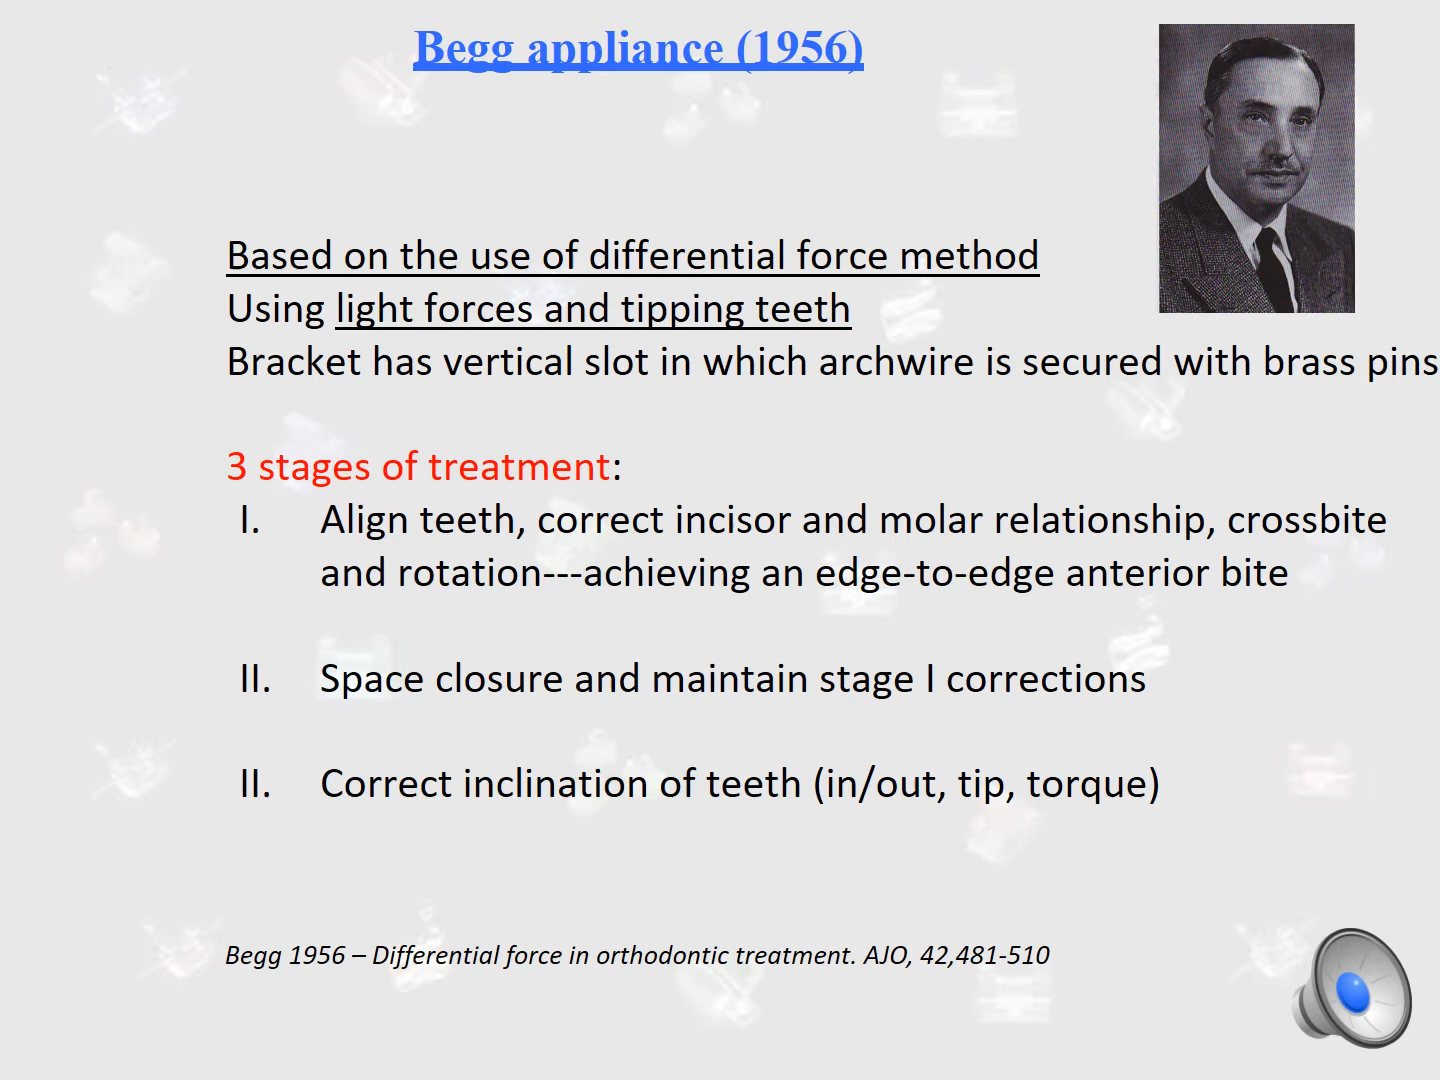 Begg appliance (1956)
Based on the use of differential force method
Using light forces and tipping teeth
Bracket has vertical slot in which archwire is secured with brass pins
3 stages of treatment:
I. Align teeth, correct incisor and molar relationship, crossbite
and rotation---achieving an edge-to-edge anterior bite
II. Space closure and maintain stage I corrections
II. Correct inclination of teeth (in/out, tip, torque)
Begg 1956 – Differential force in orthodontic treatment. AJO, 42,481-510